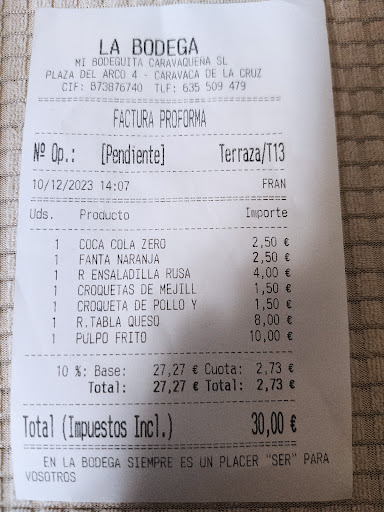 LA BODEGA
MI BODEGUITA CARAVAQUEÑA SL
PLAZA DEL ARCO 4 - CARAVACA DE LA CRUZ
CIF: B73876740 TLF: 635 509 479
FACTURA PROFORMA
Nº Op.: [Pendiente] Terraza/T13
10/12/2023 14:07 FRAN
Uds. Producto Importe
1 COCA COLA ZERO 2,50 €
1 FANTA NARANJA 2,50 €
1 R ENSALADILLA RUSA 4,00 €
1 CROQUETAS DE MEJILL 1,50 €
1 CROQUETA DE POLLO Y 1,50 €
1 R.TABLA QUESO 8,00 €
1 PULPO FRITO 10,00 €
10 %: Base: 27,27 € Cuota: 2,73 €
Total: 27,27 € Total: 2,73 €
Total (Impuestos Incl.) 30,00 €
EN LA BODEGA SIEMPRE ES UN PLACER "SER" PARA
VOSOTROS